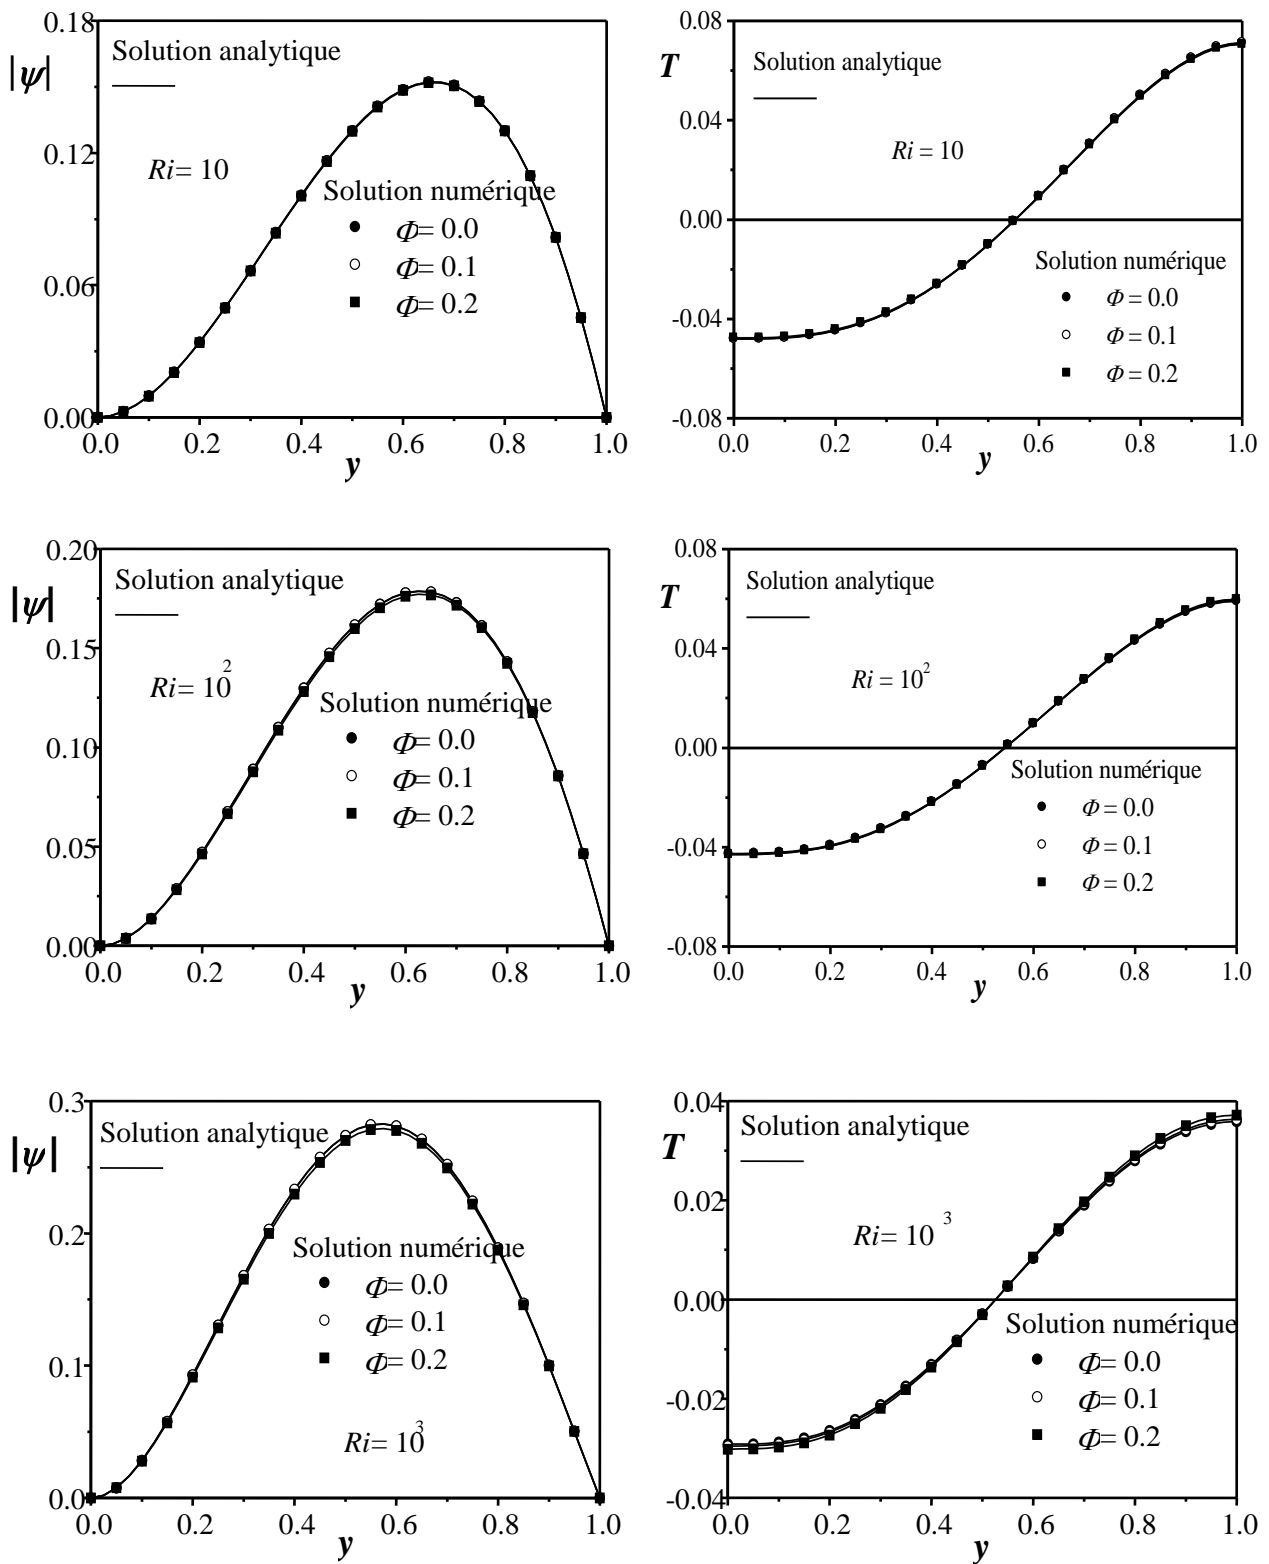 0.18
0.12
0.06
0.00
|ψ|
Solution analytique
Ri = 10
Solution numérique
Φ = 0.0
Φ = 0.1
Φ = 0.2
0.0 0.2 0.4 0.6 0.8 1.0
y
0.08
0.04
0.00
-0.04
-0.08
T
Solution analytique
Ri = 10
Solution numérique
Φ = 0.0
Φ = 0.1
Φ = 0.2
0.0 0.2 0.4 0.6 0.8 1.0
y
0.20
0.15
0.10
0.05
0.00
|ψ|
Solution analytique
Ri = 10²
Solution numérique
Φ = 0.0
Φ = 0.1
Φ = 0.2
0.0 0.2 0.4 0.6 0.8 1.0
y
0.08
0.04
0.00
-0.04
-0.08
T
Solution analytique
Ri = 10²
Solution numérique
Φ = 0.0
Φ = 0.1
Φ = 0.2
0.0 0.2 0.4 0.6 0.8 1.0
y
0.3
0.2
0.1
0.0
|ψ|
Solution analytique
Solution numérique
Φ = 0.0
Φ = 0.1
Φ = 0.2
Ri = 10³
0.0 0.2 0.4 0.6 0.8 1.0
y
0.04
0.02
0.00
-0.02
-0.04
T
Solution analytique
Ri = 10³
Solution numérique
Φ = 0.0
Φ = 0.1
Φ = 0.2
0.0 0.2 0.4 0.6 0.8 1.0
y